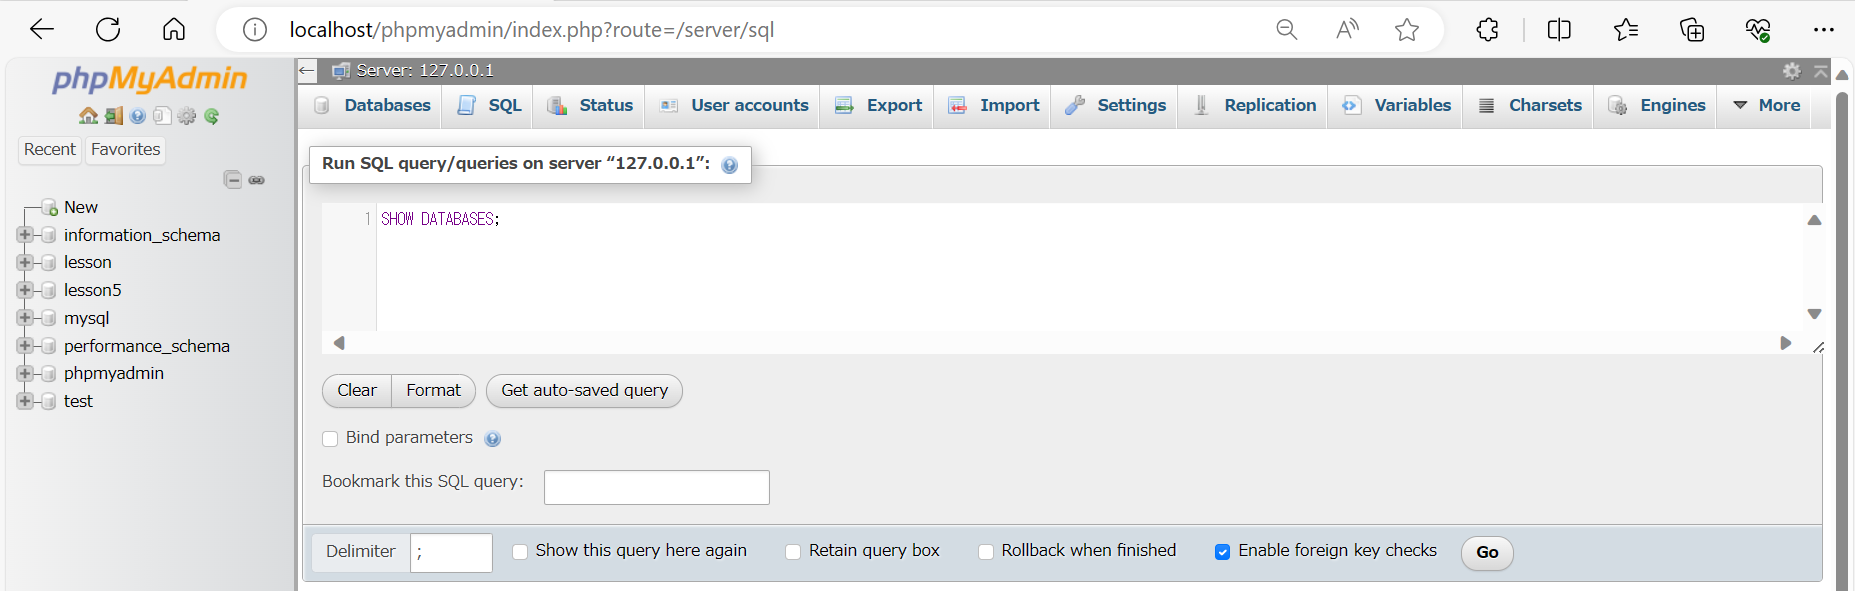 localhost/phpmyadmin/index.php?route=/server/sql
phpMyAdmin
Recent Favorites
New
information_schema
lesson
lesson5
mysql
performance_schema
phpmyadmin
test
Server: 127.0.0.1
Databases SQL Status User accounts Export Import Settings Replication Variables Charsets Engines More
Run SQL query/queries on server “127.0.0.1”:
1 SHOW DATABASES;
Clear Format Get auto-saved query
Bind parameters
Bookmark this SQL query:
Delimiter ; Show this query here again Retain query box Rollback when finished Enable foreign key checks Go